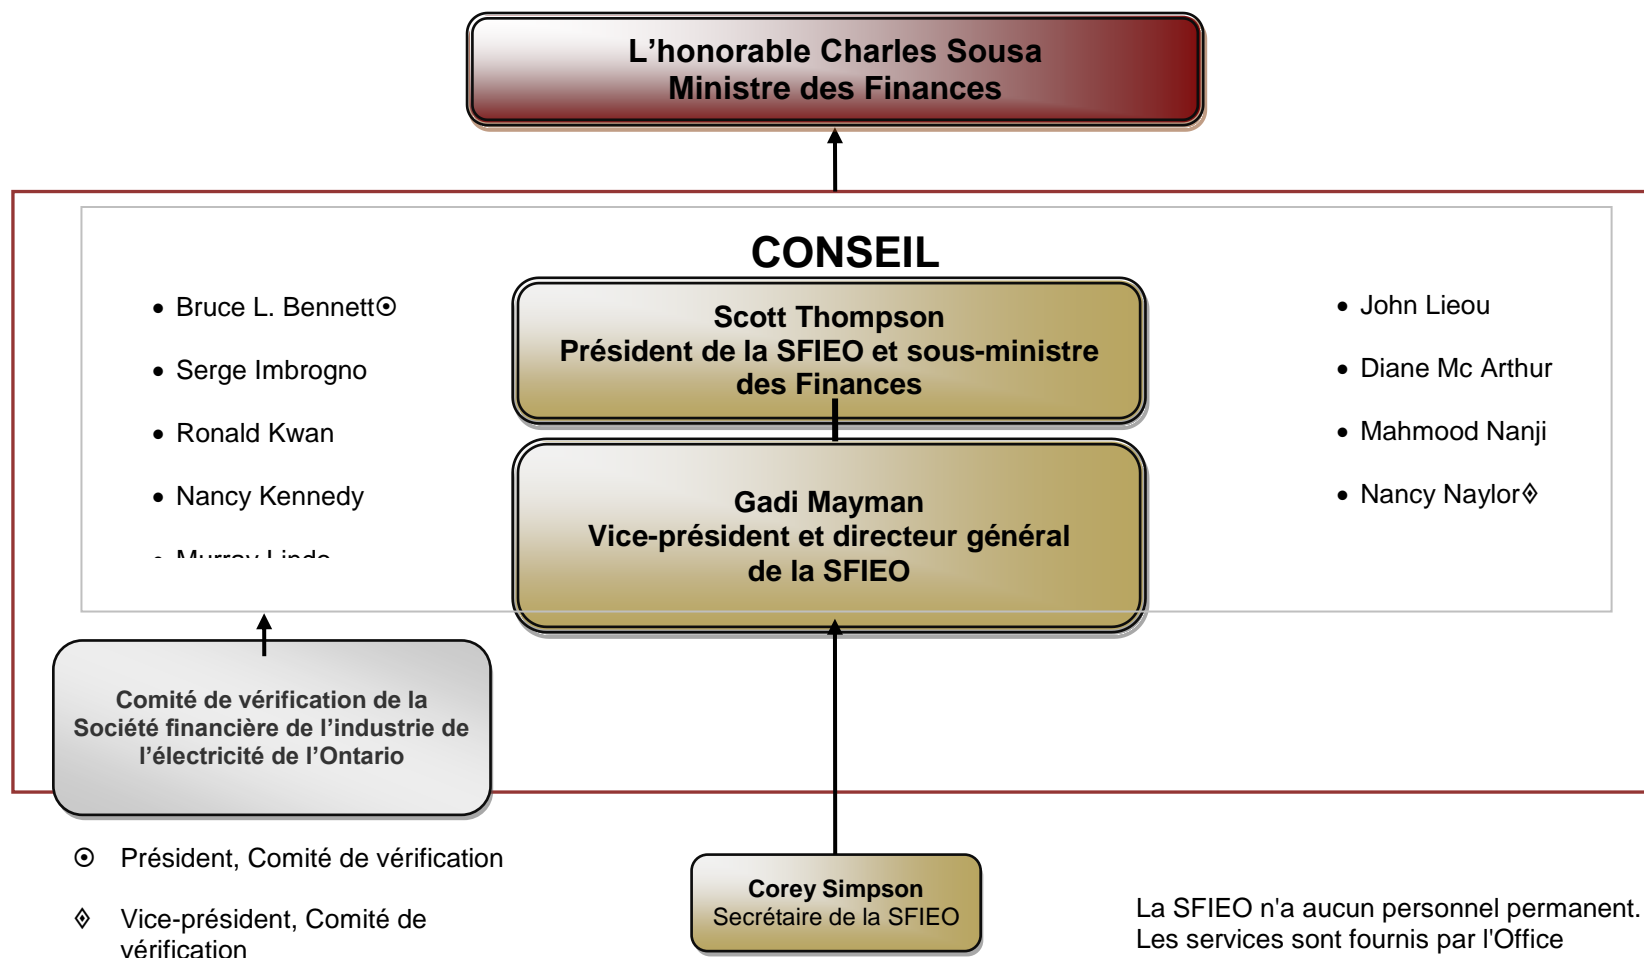 L'honorable Charles Sousa
Ministre des Finances
CONSEIL
• Bruce L. Bennett☉
• Serge Imbrogno
• Ronald Kwan
• Nancy Kennedy
Scott Thompson
Président de la SFIEO et sous-ministre
des Finances
Gadi Mayman
Vice-président et directeur général
de la SFIEO
• John Lieou
• Diane Mc Arthur
• Mahmood Nanji
• Nancy Naylor◊
Comité de vérification de la
Société financière de l'industrie de
l'électricité de l'Ontario
☉ Président, Comité de vérification
◊ Vice-président, Comité de
vérification
Corey Simpson
Secrétaire de la SFIEO
La SFIEO n'a aucun personnel permanent.
Les services sont fournis par l'Office